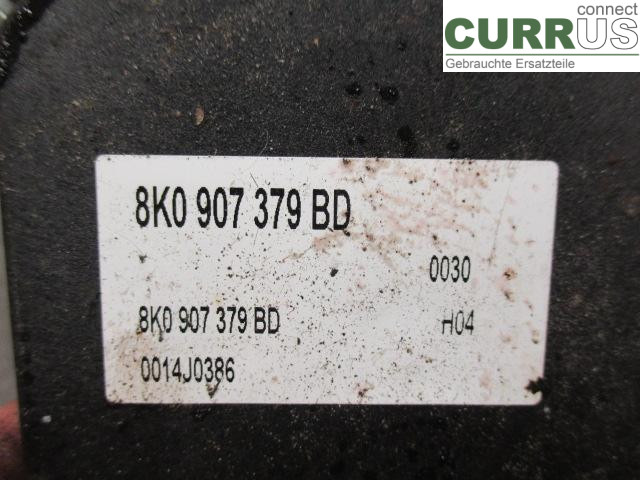 connect
CURRUS
Gebrauchte Ersatzteile
8K0 907 379 BD
0030
8K0 907 379 BD
H04
0014J0386